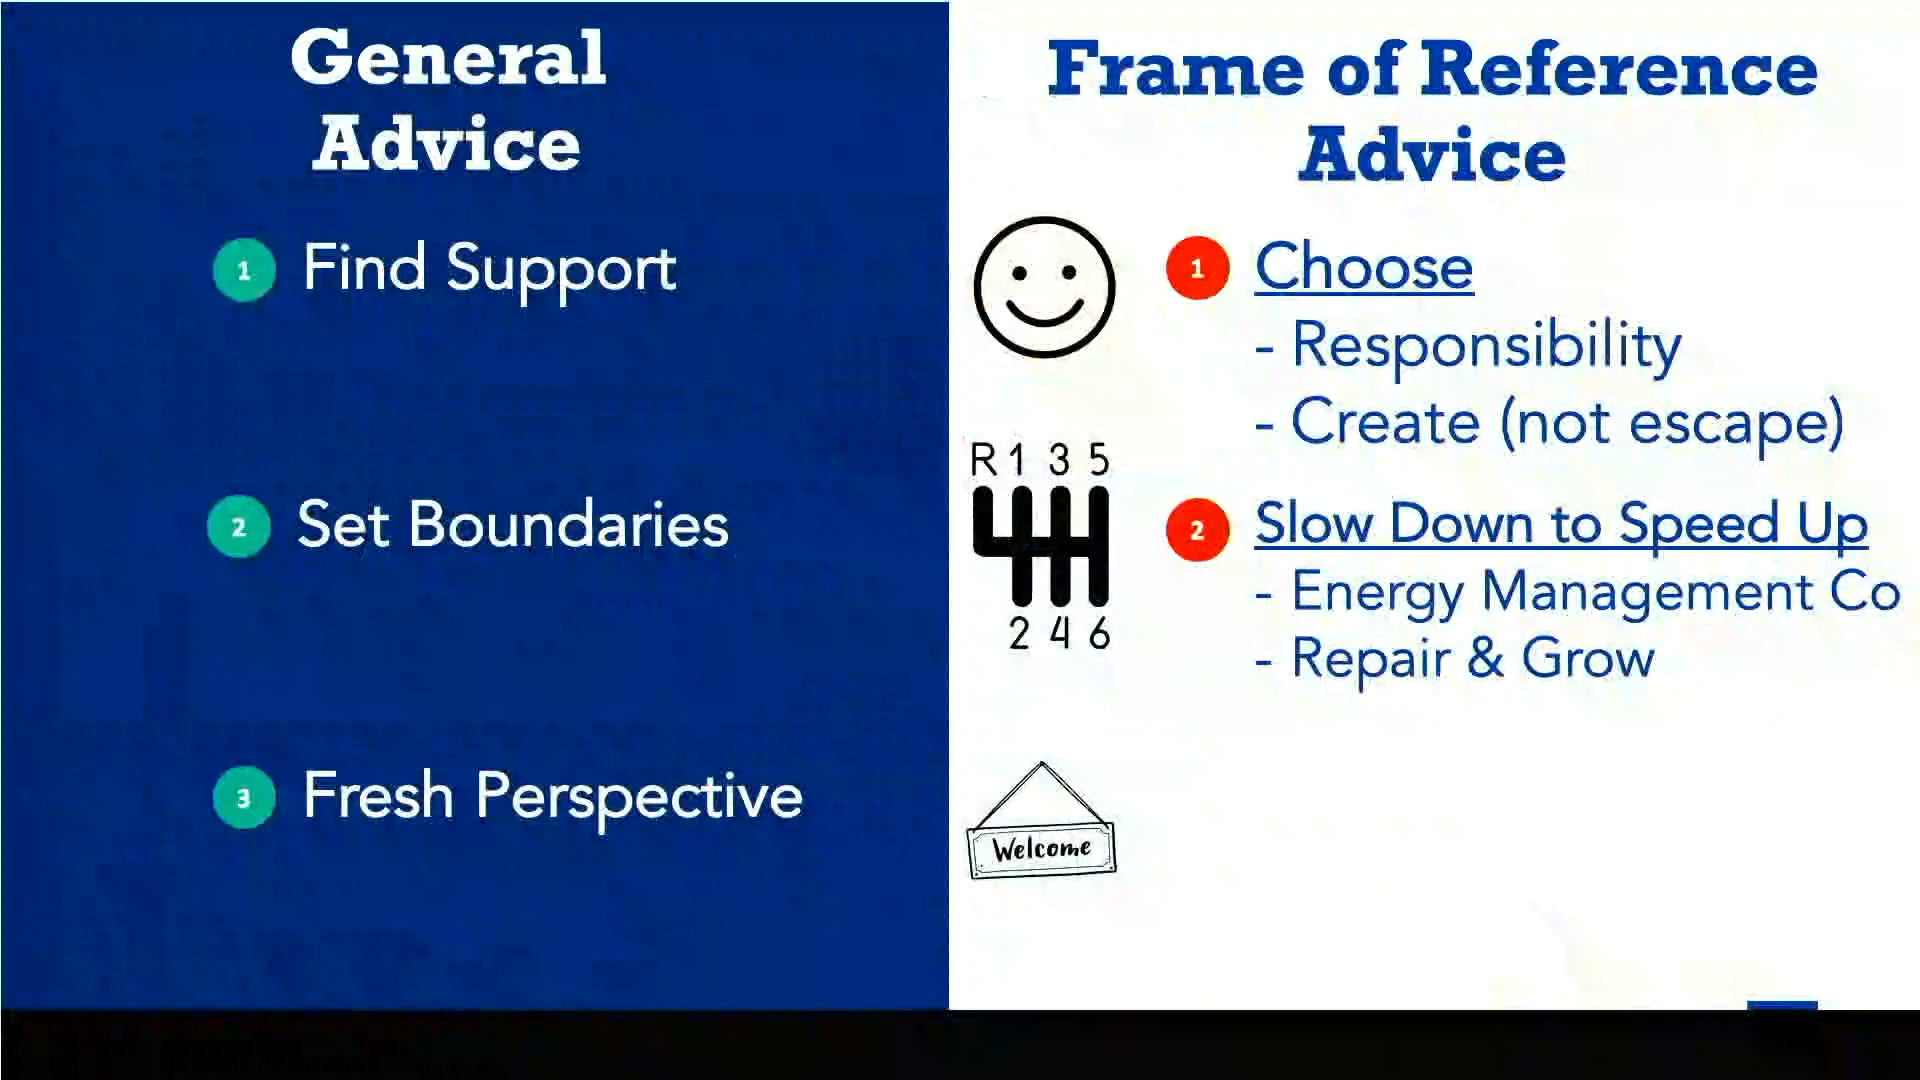 General
Advice
1 Find Support
2 Set Boundaries
3 Fresh Perspective
Frame of Reference
Advice
1 Choose
- Responsibility
- Create (not escape)
R 1 3 5
2 4 6
2 Slow Down to Speed Up
- Energy Management Co
- Repair & Grow
Welcome